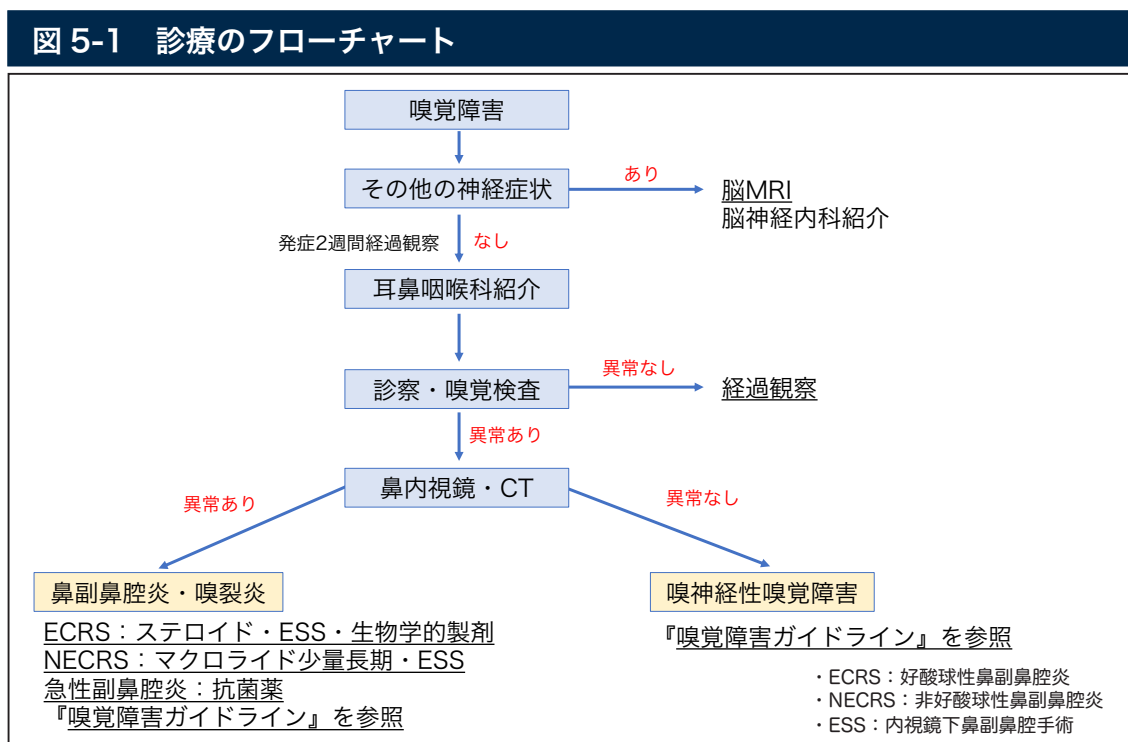 図 5-1 診療のフローチャート
嗅覚障害
その他の神経症状
あり
脳MRI
脳神経内科紹介
発症2週間経過観察
なし
耳鼻咽喉科紹介
診察・嗅覚検査
異常なし
経過観察
異常あり
鼻内視鏡・CT
異常あり
異常なし
鼻副鼻腔炎・嗅裂炎
ECRS：ステロイド・ESS・生物学的製剤
NECRS：マクロライド少量長期・ESS
急性副鼻腔炎：抗菌薬
『嗅覚障害ガイドライン』を参照
嗅神経性嗅覚障害
『嗅覚障害ガイドライン』を参照
・ECRS：好酸球性鼻副鼻腔炎
・NECRS：非好酸球性鼻副鼻腔炎
・ESS：内視鏡下鼻副鼻腔手術